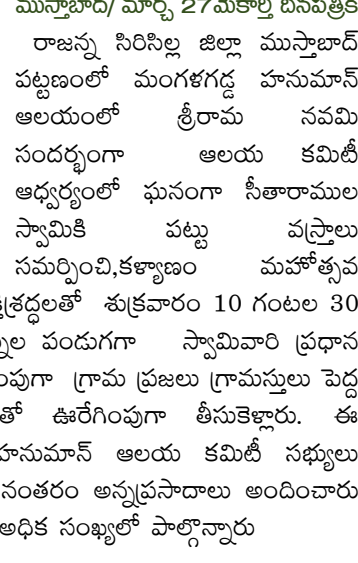 ముస్తాబాద్/ మార్చి 27మేకార్తి దినపత్రిక
రాజన్న సిరిసిల్ల జిల్లా ముస్తాబాద్
పట్టణంలో మంగళగడ్డ హనుమాన్
ఆలయంలో శ్రీరామ నవమి
సందర్భంగా ఆలయ కమిటీ
ఆధ్వర్యంలో ఘనంగా సీతారాముల
స్వామికి పట్టు వస్త్రాలు
సమర్పించి,కళ్యాణం మహోత్సవ
శ్రద్ధలతో శుక్రవారం 10 గంటల 30
పండుగగా స్వామివారి ప్రధాన
గ్రామ ప్రజలు గ్రామస్తులు పెద్ద
తో ఊరేగింపుగా తీసుకెళ్లారు. ఈ
హనుమాన్ ఆలయ కమిటీ సభ్యులు
నంతరం అన్నప్రసాదాలు అందించారు
అధిక సంఖ్యలో పాల్గొన్నారు